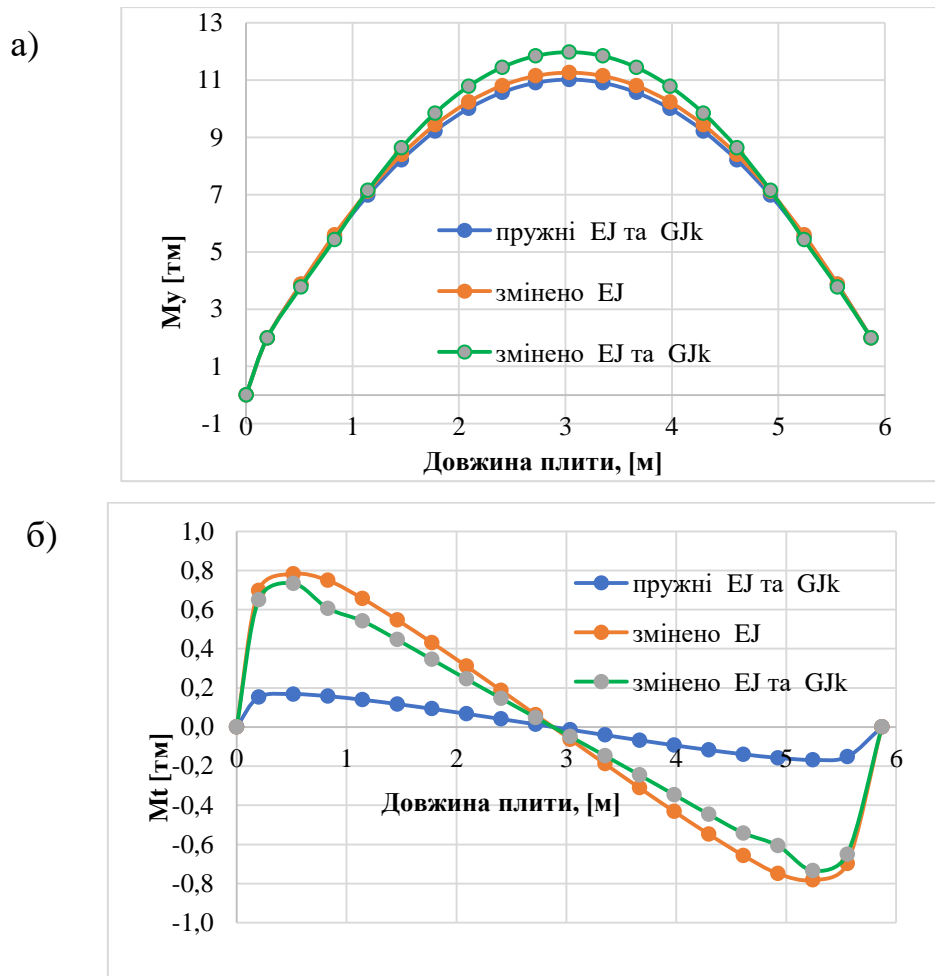 а)
13
11
9
7
5
3
1
-1
Му [тм]
пружні EJ та GJk
змінено EJ
змінено EJ та GJk
0 1 2 3 4 5 6
Довжина плити, [м]
б)
1,0
0,8
0,6
0,4
0,2
0,0
-0,2
-0,4
-0,6
-0,8
-1,0
Mt [тм]
пружні EJ та GJk
змінено EJ
змінено EJ та GJk
0 1 2 3 4 5 6
Довжина плити, [м]